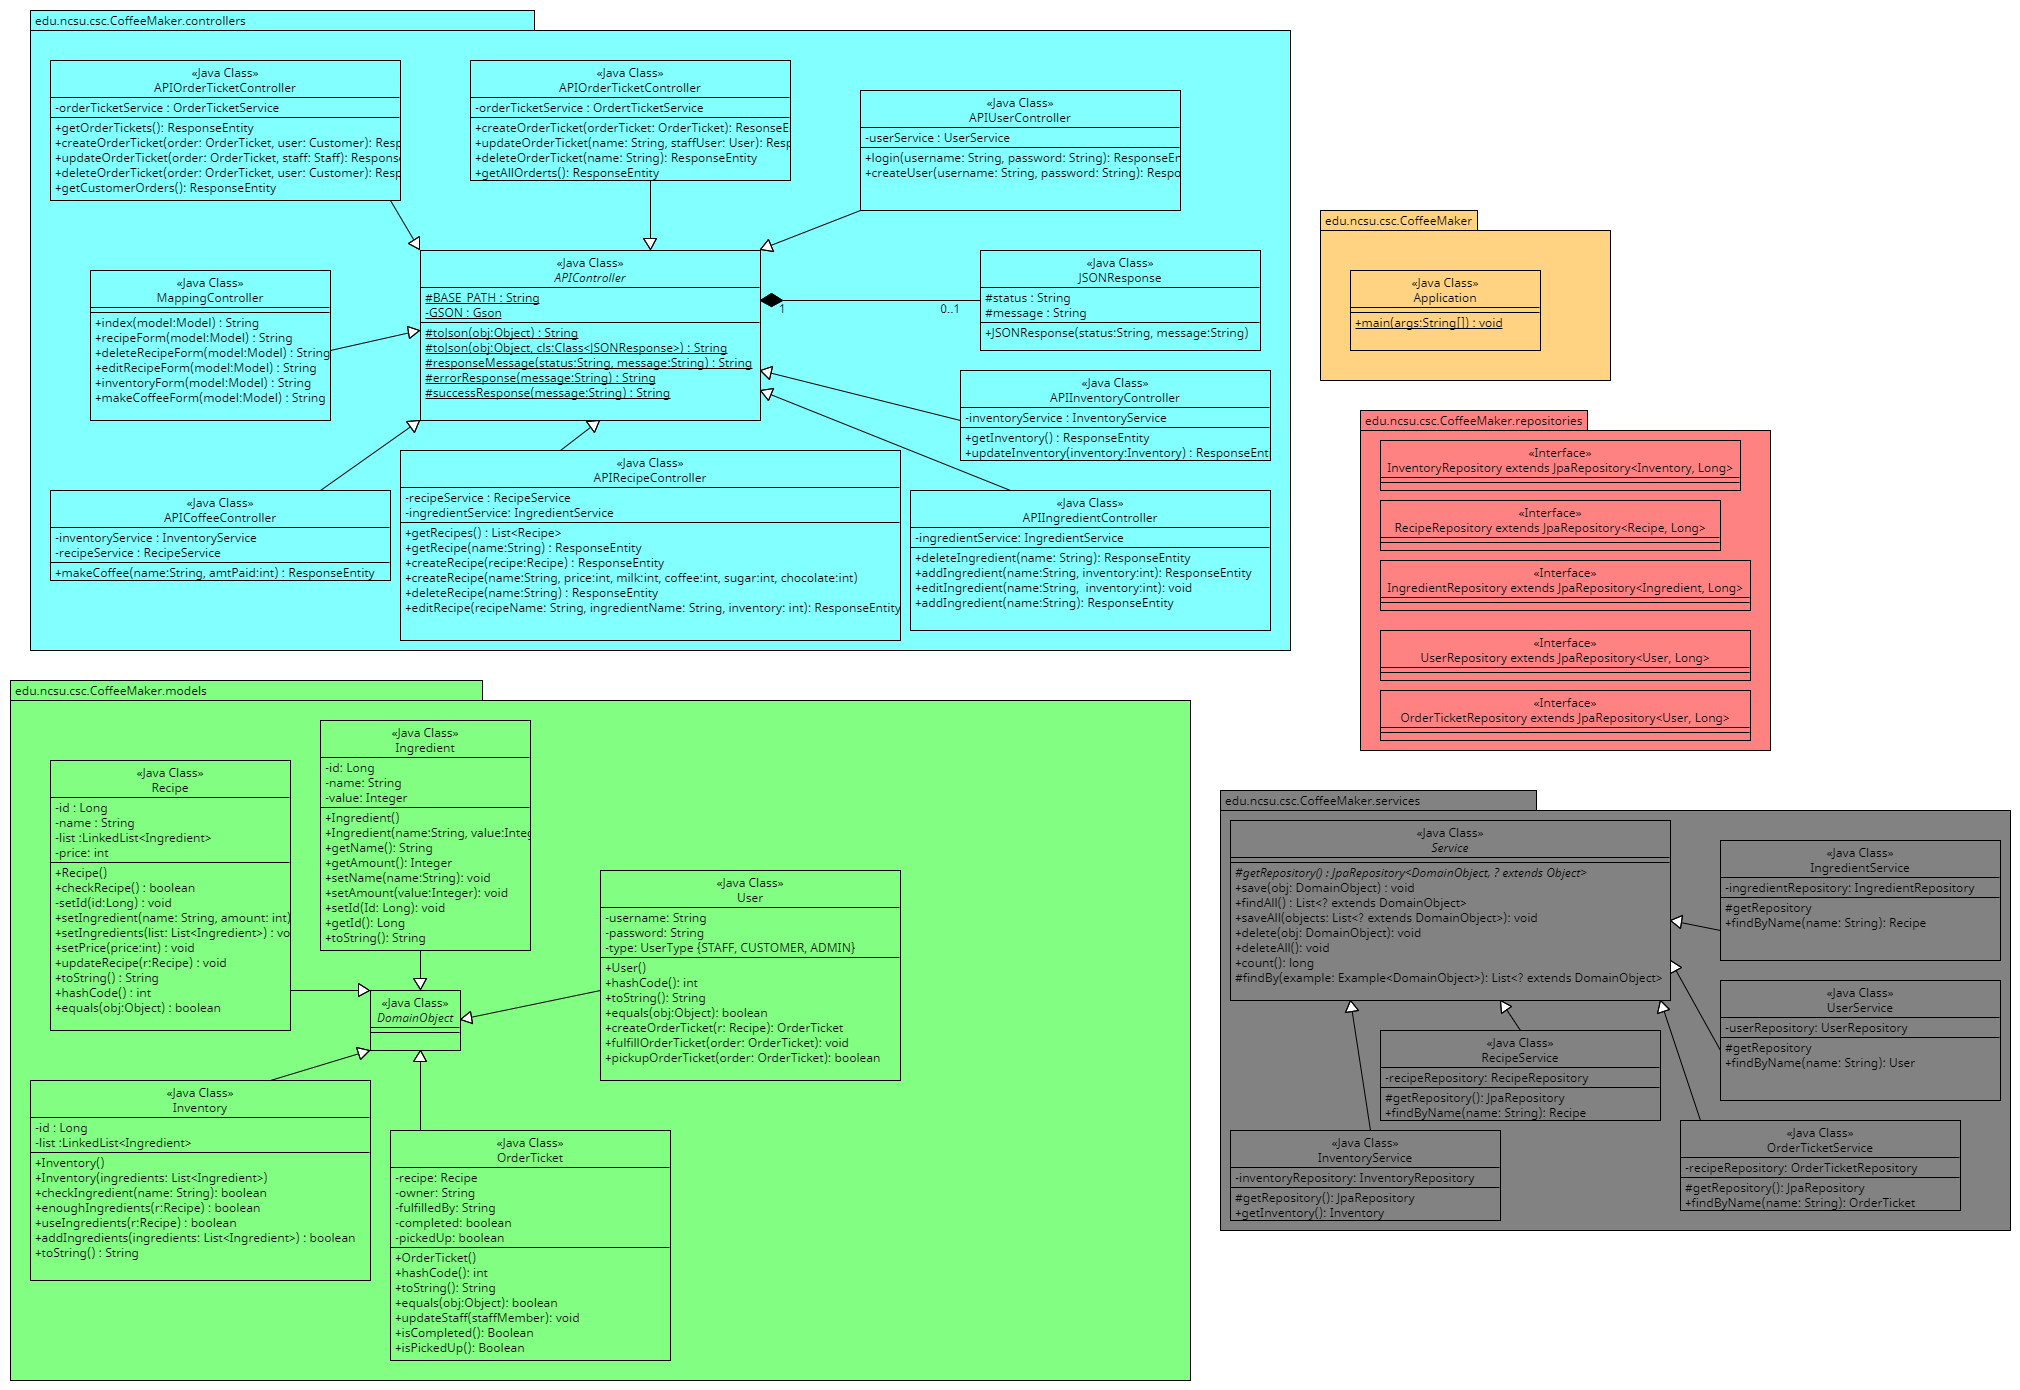 edu.ncsu.csc.CoffeeMaker.controllers
«Java Class»
APIOrderTicketController
-orderTicketService : OrderTicketService
+getOrderTickets(): ResponseEntity
+createOrderTicket(order: OrderTicket, user: Customer): Resp
+updateOrderTicket(order: OrderTicket, staff: Staff): Respons
+deleteOrderTicket(order: OrderTicket, user: Customer): Resp
+getCustomerOrders(): ResponseEntity
«Java Class»
APIOrderTicketController
-orderTicketService : OrdertTicketService
+createOrderTicket(orderTicket: OrderTicket): ResonseE
+updateOrderTicket(name: String, staffUser: User): Resp
+deleteOrderTicket(name: String): ResponseEntity
+getAllOrderts(): ResponseEntity
«Java Class»
APIUserController
-userService : UserService
+login(username: String, password: String): ResponseEn
+createUser(username: String, password: String): Respo
«Java Class»
MappingController
+index(model:Model) : String
+recipeForm(model:Model) : String
+deleteRecipeForm(model:Model) : String
+editRecipeForm(model:Model) : String
+inventoryForm(model:Model) : String
+makeCoffeeForm(model:Model) : String
«Java Class»
APIController
#BASE_PATH : String
-GSON : Gson
#toJson(obj:Object) : String
#toJson(obj:Object, cls:Class<JSONResponse>) : String
#responseMessage(status:String, message:String) : String
#errorResponse(message:String) : String
#successResponse(message:String) : String
1
0..1
«Java Class»
JSONResponse
#status : String
#message : String
+JSONResponse(status:String, message:String)
«Java Class»
APIInventoryController
-inventoryService : InventoryService
+getInventory() : ResponseEntity
+updateInventory(inventory:Inventory) : ResponseEnt
«Java Class»
APICoffeeController
-inventoryService : InventoryService
-recipeService : RecipeService
+makeCoffee(name:String, amtPaid:int) : ResponseEntity
«Java Class»
APIRecipeController
-recipeService : RecipeService
-ingredientService: IngredientService
+getRecipes() : List<Recipe>
+getRecipe(name:String) : ResponseEntity
+createRecipe(recipe:Recipe) : ResponseEntity
+createRecipe(name:String, price:int, milk:int, coffee:int, sugar:int, chocolate:int)
+deleteRecipe(name:String) : ResponseEntity
+editRecipe(recipeName: String, ingredientName: String, inventory: int): ResponseEntity
«Java Class»
APIIngredientController
-ingredientService: IngredientService
+deleteIngredient(name: String): ResponseEntity
+addIngredient(name:String, inventory:int): ResponseEntity
+editIngredient(name:String,  inventory:int): void
+addIngredient(name:String): ResponseEntity
edu.ncsu.csc.CoffeeMaker
«Java Class»
Application
+main(args:String[]) : void
edu.ncsu.csc.CoffeeMaker.repositories
«Interface»
InventoryRepository extends JpaRepository<Inventory, Long>
«Interface»
RecipeRepository extends JpaRepository<Recipe, Long>
«Interface»
IngredientRepository extends JpaRepository<Ingredient, Long>
«Interface»
UserRepository extends JpaRepository<User, Long>
«Interface»
OrderTicketRepository extends JpaRepository<User, Long>
edu.ncsu.csc.CoffeeMaker.models
«Java Class»
Recipe
-id : Long
-name : String
-list :LinkedList<Ingredient>
-price: int
+Recipe()
+checkRecipe() : boolean
-setId(id:Long) : void
+setIngredient(name: String, amount: int)
+setIngredients(list: List<Ingredient>) : vo
+setPrice(price:int) : void
+updateRecipe(r:Recipe) : void
+toString() : String
+hashCode() : int
+equals(obj:Object) : boolean
«Java Class»
Ingredient
-id: Long
-name: String
-value: Integer
+Ingredient()
+Ingredient(name:String, value:Integ
+getName(): String
+getAmount(): Integer
+setName(name:String): void
+setAmount(value:Integer): void
+setId(Id: Long): void
+getId(): Long
+toString(): String
«Java Class»
User
-username: String
-password: String
-type: UserType {STAFF, CUSTOMER, ADMIN}
+User()
+hashCode(): int
+toString(): String
+equals(obj:Object): boolean
+createOrderTicket(r: Recipe): OrderTicket
+fulfillOrderTicket(order: OrderTicket): void
+pickupOrderTicket(order: OrderTicket): boolean
«Java Class»
DomainObject
«Java Class»
Inventory
-id : Long
-list :LinkedList<Ingredient>
+Inventory()
+Inventory(ingredients: List<Ingredient>)
+checkIngredient(name: String): boolean
+enoughIngredients(r:Recipe) : boolean
+useIngredients(r:Recipe) : boolean
+addIngredients(ingredients: List<Ingredient>) : boolean
+toString() : String
«Java Class»
OrderTicket
-recipe: Recipe
-owner: String
-fulfilledBy: String
-completed: boolean
-pickedUp: boolean
+OrderTicket()
+hashCode(): int
+toString(): String
+equals(obj:Object): boolean
+updateStaff(staffMember): void
+isCompleted(): Boolean
+isPickedUp(): Boolean
edu.ncsu.csc.CoffeeMaker.services
«Java Class»
Service
#getRepository() : JpaRepository<DomainObject, ? extends Object>
+save(obj: DomainObject) : void
+findAll() : List<? extends DomainObject>
+saveAll(objects: List<? extends DomainObject>): void
+delete(obj: DomainObject): void
+deleteAll(): void
+count(): long
#findBy(example: Example<DomainObject>): List<? extends DomainObject>
«Java Class»
IngredientService
-ingredientRepository: IngredientRepository
#getRepository
+findByName(name: String): Recipe
«Java Class»
UserService
-userRepository: UserRepository
#getRepository
+findByName(name: String): User
«Java Class»
RecipeService
-recipeRepository: RecipeRepository
#getRepository(): JpaRepository
+findByName(name: String): Recipe
«Java Class»
InventoryService
-inventoryRepository: InventoryRepository
#getRepository(): JpaRepository
+getInventory(): Inventory
«Java Class»
OrderTicketService
-recipeRepository: OrderTicketRepository
#getRepository(): JpaRepository
+findByName(name: String): OrderTicket